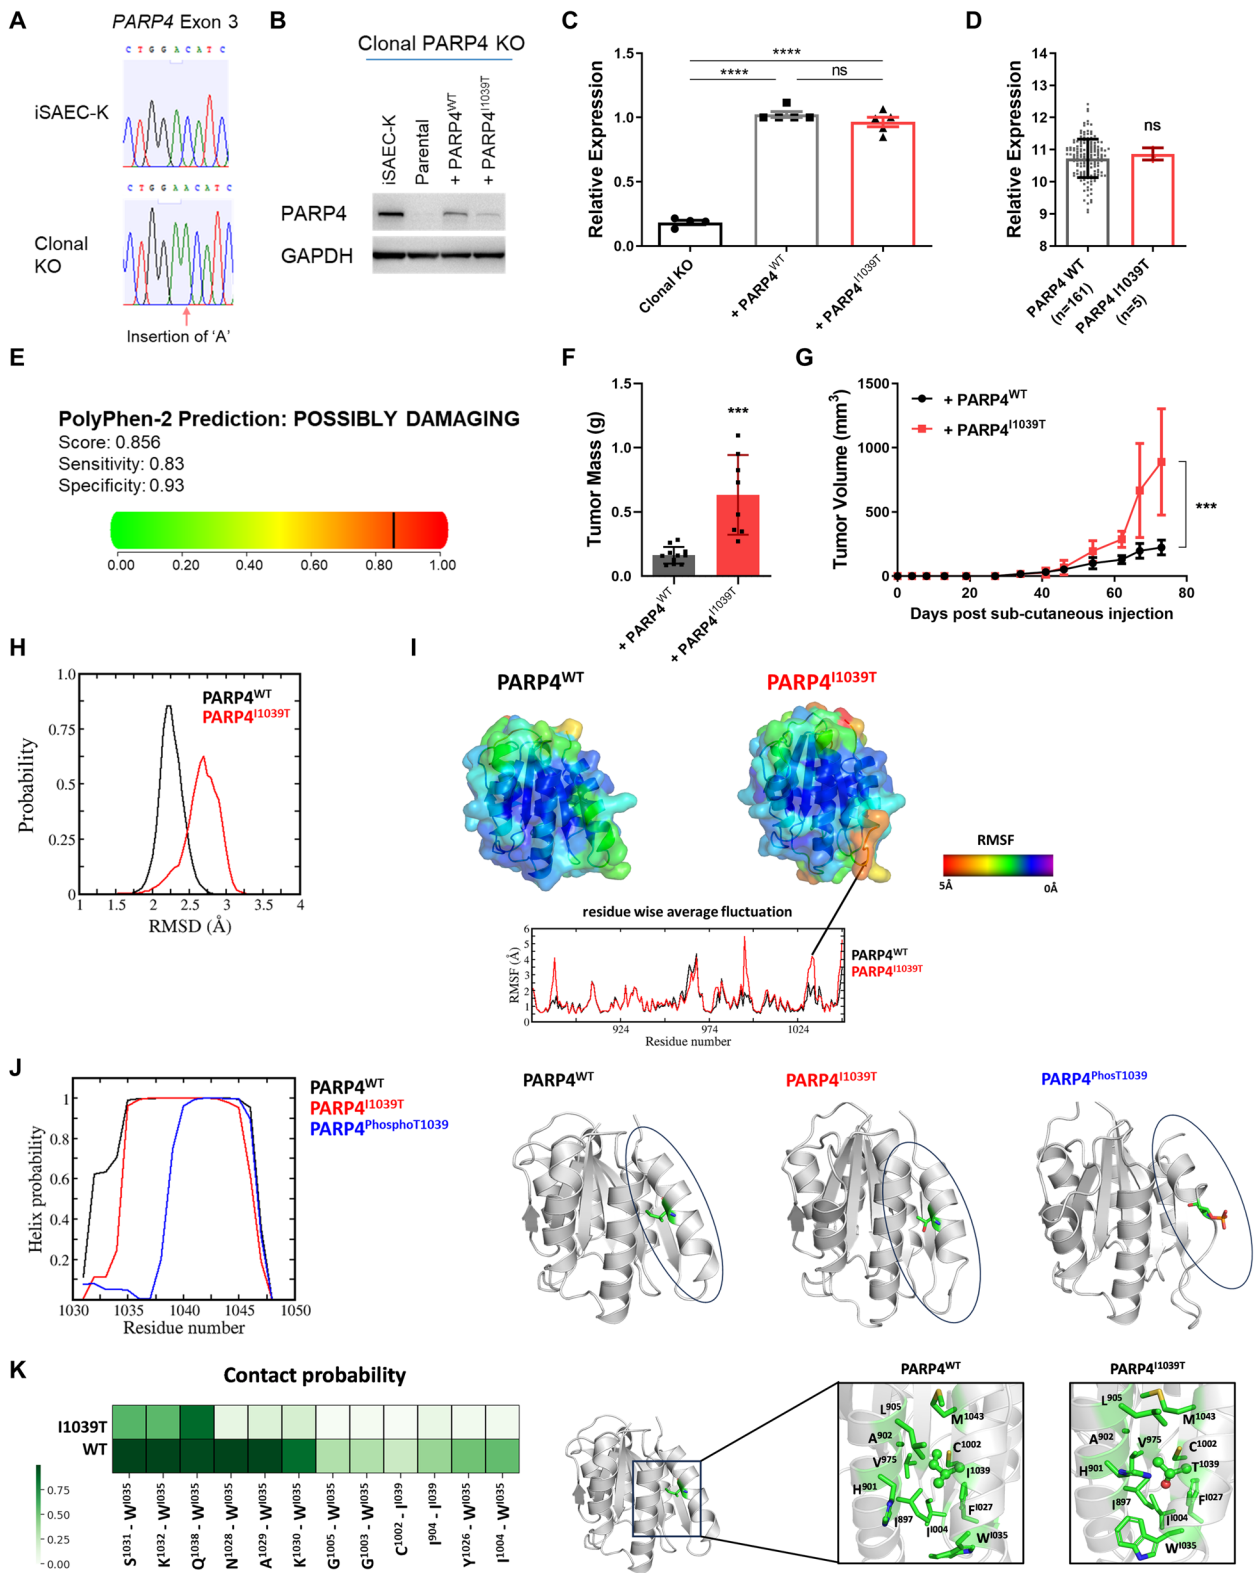 A
PARP4 Exon 3
C T G G A C A T C
iSAEC-K
C T G G A A C A T C
Clonal
KO
Insertion of 'A'
B
Clonal PARP4 KO
iSAEC-K
Parental
+ PARP4WT
+ PARP4I1039T
PARP4
GAPDH
C
Relative Expression
1.5
1.0
0.5
0.0
****
****
ns
Clonal KO
+ PARP4WT
+ PARP4I1039T
D
Relative Expression
14
13
12
11
10
9
8
ns
PARP4 WT
(n=161)
PARP4 I1039T
(n=5)
E
PolyPhen-2 Prediction: POSSIBLY DAMAGING
Score: 0.856
Sensitivity: 0.83
Specificity: 0.93
0.00 0.20 0.40 0.60 0.80 1.00
F
Tumor Mass (g)
1.5
1.0
0.5
0.0
***
+ PARP4WT
+ PARP4I1039T
G
Tumor Volume (mm3)
1500
1000
500
0
+ PARP4WT
+ PARP4I1039T
***
0 20 40 60 80
Days post sub-cutaneous injection
H
Probability
1.0
0.75
0.5
0.25
0
PARP4WT
PARP4I1039T
1 1.5 2 2.5 3 3.5 4
RMSD (Å)
I
PARP4WT
PARP4I1039T
RMSF
5Å 0Å
residue wise average fluctuation
RMSF (Å)
6
5
4
3
2
1
0
PARP4WT
PARP4I1039T
924 974 1024
Residue number
J
Helix probability
1
0.8
0.6
0.4
0.2
PARP4WT
PARP4I1039T
PARP4PhosphoT1039
1030 1035 1040 1045 1050
Residue number
PARP4WT
PARP4I1039T
PARP4PhosT1039
K
Contact probability
I1039T
WT
0.75
0.50
0.25
0.00
S1031 - W1035
K1032 - W1035
Q1038 - W1035
N1028 - W1035
A1029 - W1035
K1030 - W1035
G1005 - W1035
G1003 - W1035
C1002 - I1039
I904 - I1039
Y1026 - W1035
I1004 - W1035
PARP4WT
L905
M1043
A902
C1002
V975
I1039
H901
F1027
I897
I1004
W1035
PARP4I1039T
L905
M1043
A902
V975
C1002
H901
T1039
I897
F1027
I1004
W1035